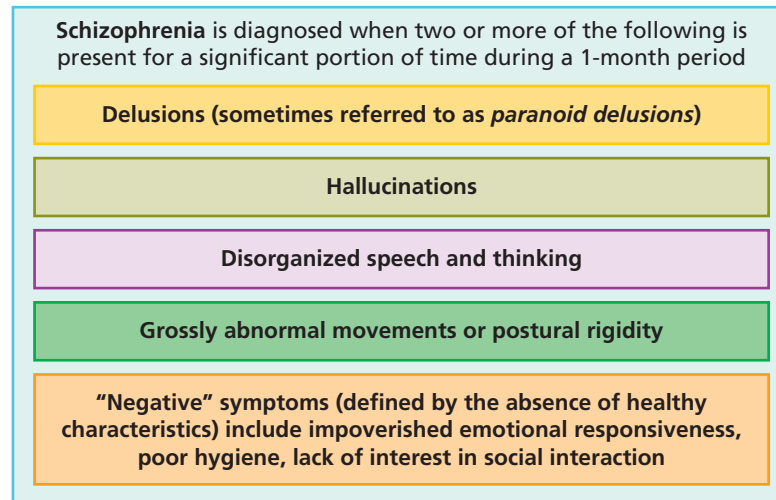 Schizophrenia is diagnosed when two or more of the following is
present for a significant portion of time during a 1-month period
Delusions (sometimes referred to as paranoid delusions)
Hallucinations
Disorganized speech and thinking
Grossly abnormal movements or postural rigidity
“Negative” symptoms (defined by the absence of healthy
characteristics) include impoverished emotional responsiveness,
poor hygiene, lack of interest in social interaction